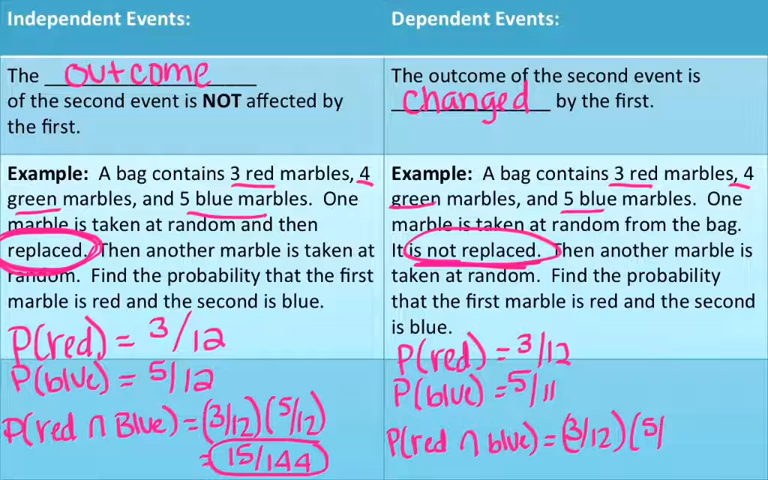 Independent Events:
The outcome
of the second event is NOT affected by
the first.
Example: A bag contains 3 red marbles, 4
green marbles, and 5 blue marbles. One
marble is taken at random and then
replaced. Then another marble is taken at
random. Find the probability that the first
marble is red and the second is blue.
P(red) = 3/12
P(blue) = 5/12
P(red ∩ Blue) = (3/12)(5/12)
= 15/144
Dependent Events:
The outcome of the second event is
changed by the first.
Example: A bag contains 3 red marbles, 4
green marbles, and 5 blue marbles. One
marble is taken at random from the bag.
It is not replaced. Then another marble is
taken at random. Find the probability
that the first marble is red and the second
is blue.
P(red) = 3/12
P(blue) = 5/11
P(red ∩ blue) = (3/12)(5/